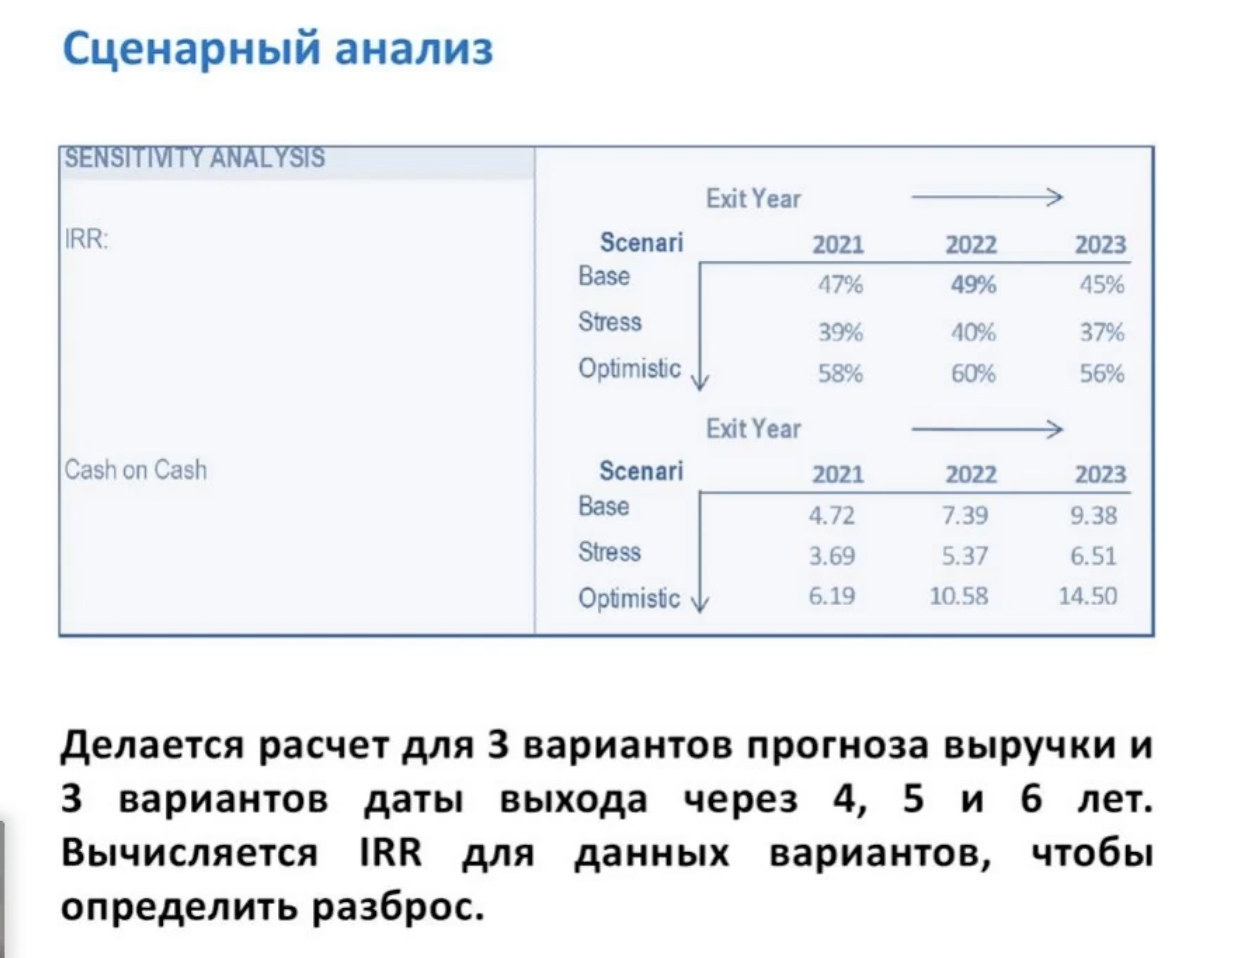 Сценарный анализ
SENSITIVITY ANALYSIS
Exit Year
IRR:
Scenari 2021 2022 2023
Base 47% 49% 45%
Stress 39% 40% 37%
Optimistic 58% 60% 56%
Exit Year
Cash on Cash
Scenari 2021 2022 2023
Base 4.72 7.39 9.38
Stress 3.69 5.37 6.51
Optimistic 6.19 10.58 14.50
Делается расчет для 3 вариантов прогноза выручки и
3 вариантов даты выхода через 4, 5 и 6 лет.
Вычисляется IRR для данных вариантов, чтобы
определить разброс.